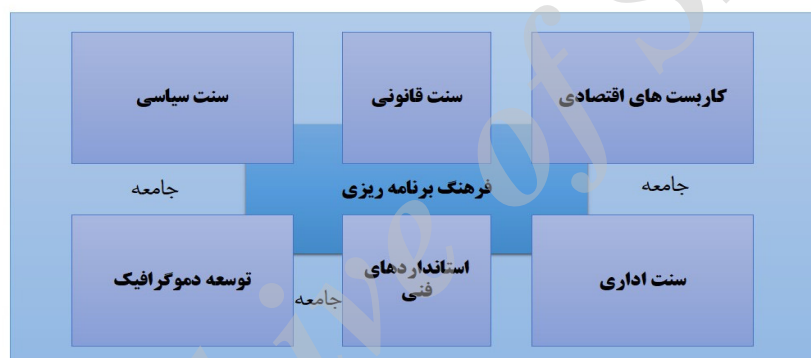 کاربست های اقتصادی
سنت قانونی
سنت سیاسی
جامعه
فرهنگ برنامه ریزی
جامعه
سنت اداری
استانداردهای
فنی
توسعه دموگرافیک
جامعه